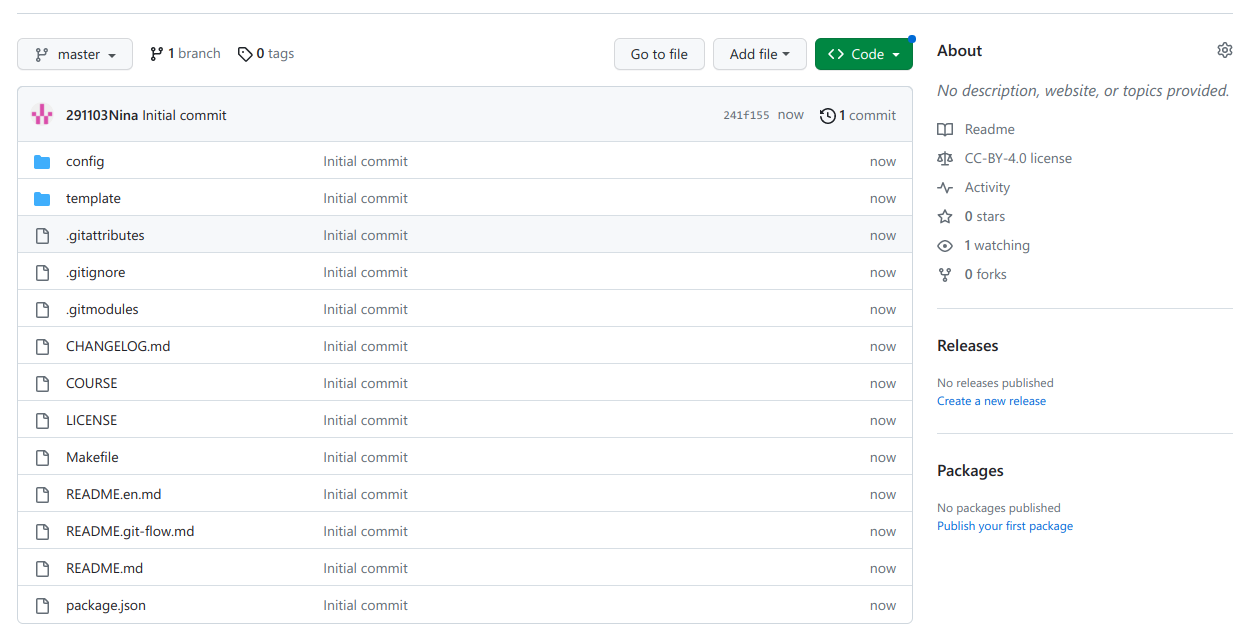 master 1 branch 0 tags Go to file Add file Code
291103Nina Initial commit 241f155 now 1 commit
config Initial commit now
template Initial commit now
.gitattributes Initial commit now
.gitignore Initial commit now
.gitmodules Initial commit now
CHANGELOG.md Initial commit now
COURSE Initial commit now
LICENSE Initial commit now
Makefile Initial commit now
README.en.md Initial commit now
README.git-flow.md Initial commit now
README.md Initial commit now
package.json Initial commit now
About
No description, website, or topics provided.
Readme
CC-BY-4.0 license
Activity
0 stars
1 watching
0 forks
Releases
No releases published
Create a new release
Packages
No packages published
Publish your first package